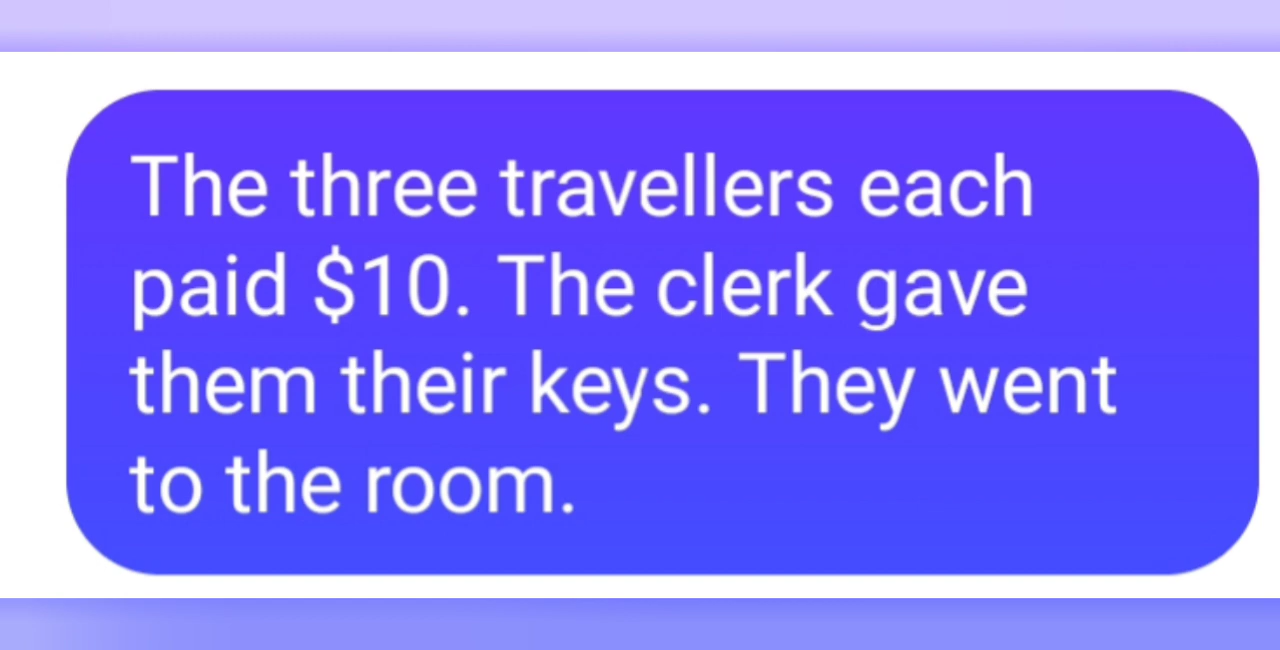 The three travellers each
paid $10. The clerk gave
them their keys. They went
to the room.